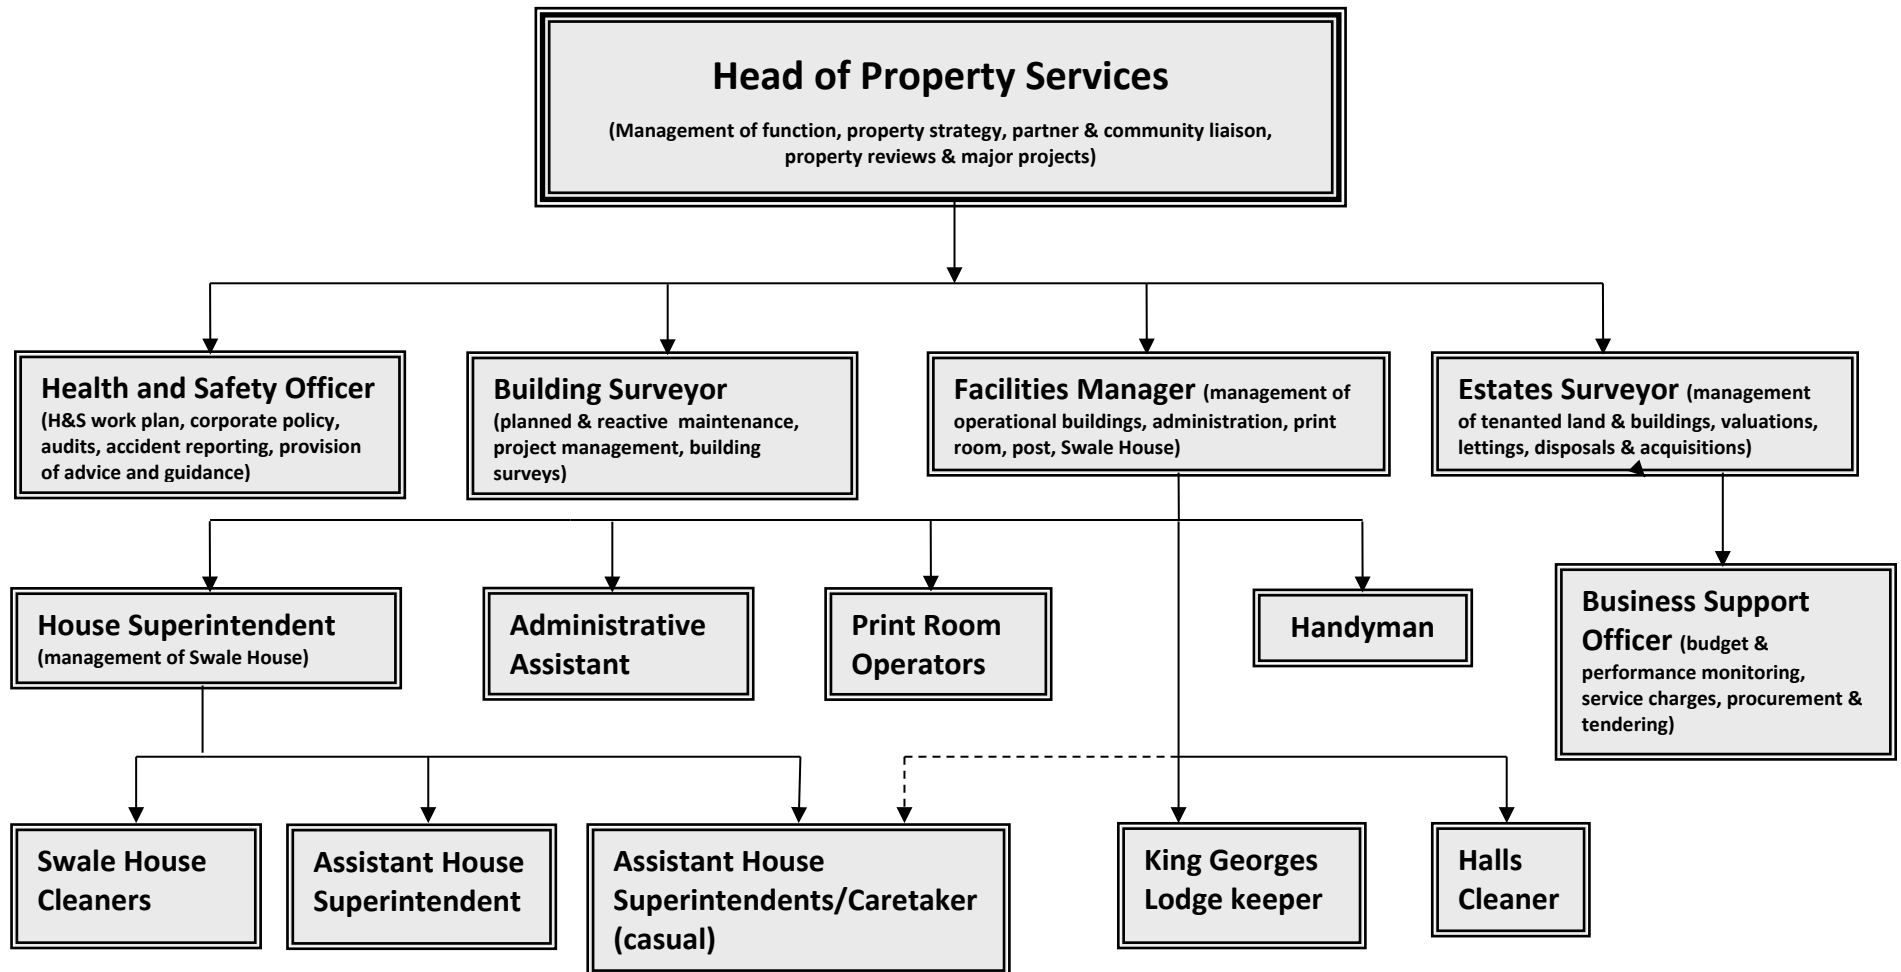 Head of Property Services
(Management of function, property strategy, partner & community liaison,
property reviews & major projects)
Health and Safety Officer
(H&S work plan, corporate policy,
audits, accident reporting, provision
of advice and guidance)
Building Surveyor
(planned & reactive maintenance,
project management, building
surveys)
Facilities Manager (management of
operational buildings, administration, print
room, post, Swale House)
Estates Surveyor (management
of tenanted land & buildings, valuations,
lettings, disposals & acquisitions)
House Superintendent
(management of Swale House)
Administrative
Assistant
Print Room
Operators
Handyman
Business Support
Officer (budget &
performance monitoring,
service charges, procurement &
tendering)
Swale House
Cleaners
Assistant House
Superintendent
Assistant House
Superintendents/Caretaker
(casual)
King Georges
Lodge keeper
Halls
Cleaner